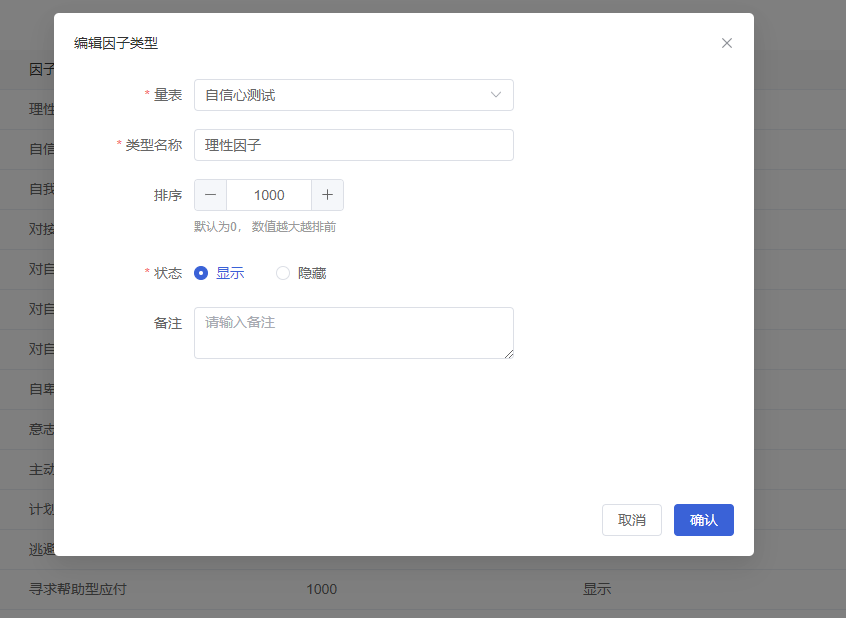 编辑因子类型
* 量表 自信心测试
* 类型名称 理性因子
排序 1000
默认为0， 数值越大越排前
* 状态 显示 隐藏
备注 请输入备注
取消 确认
因子
理性
自信
自我
对按
对自
对自
对自
自卑
意志
主动
计划
逃避
寻求帮助型应付 1000 显示